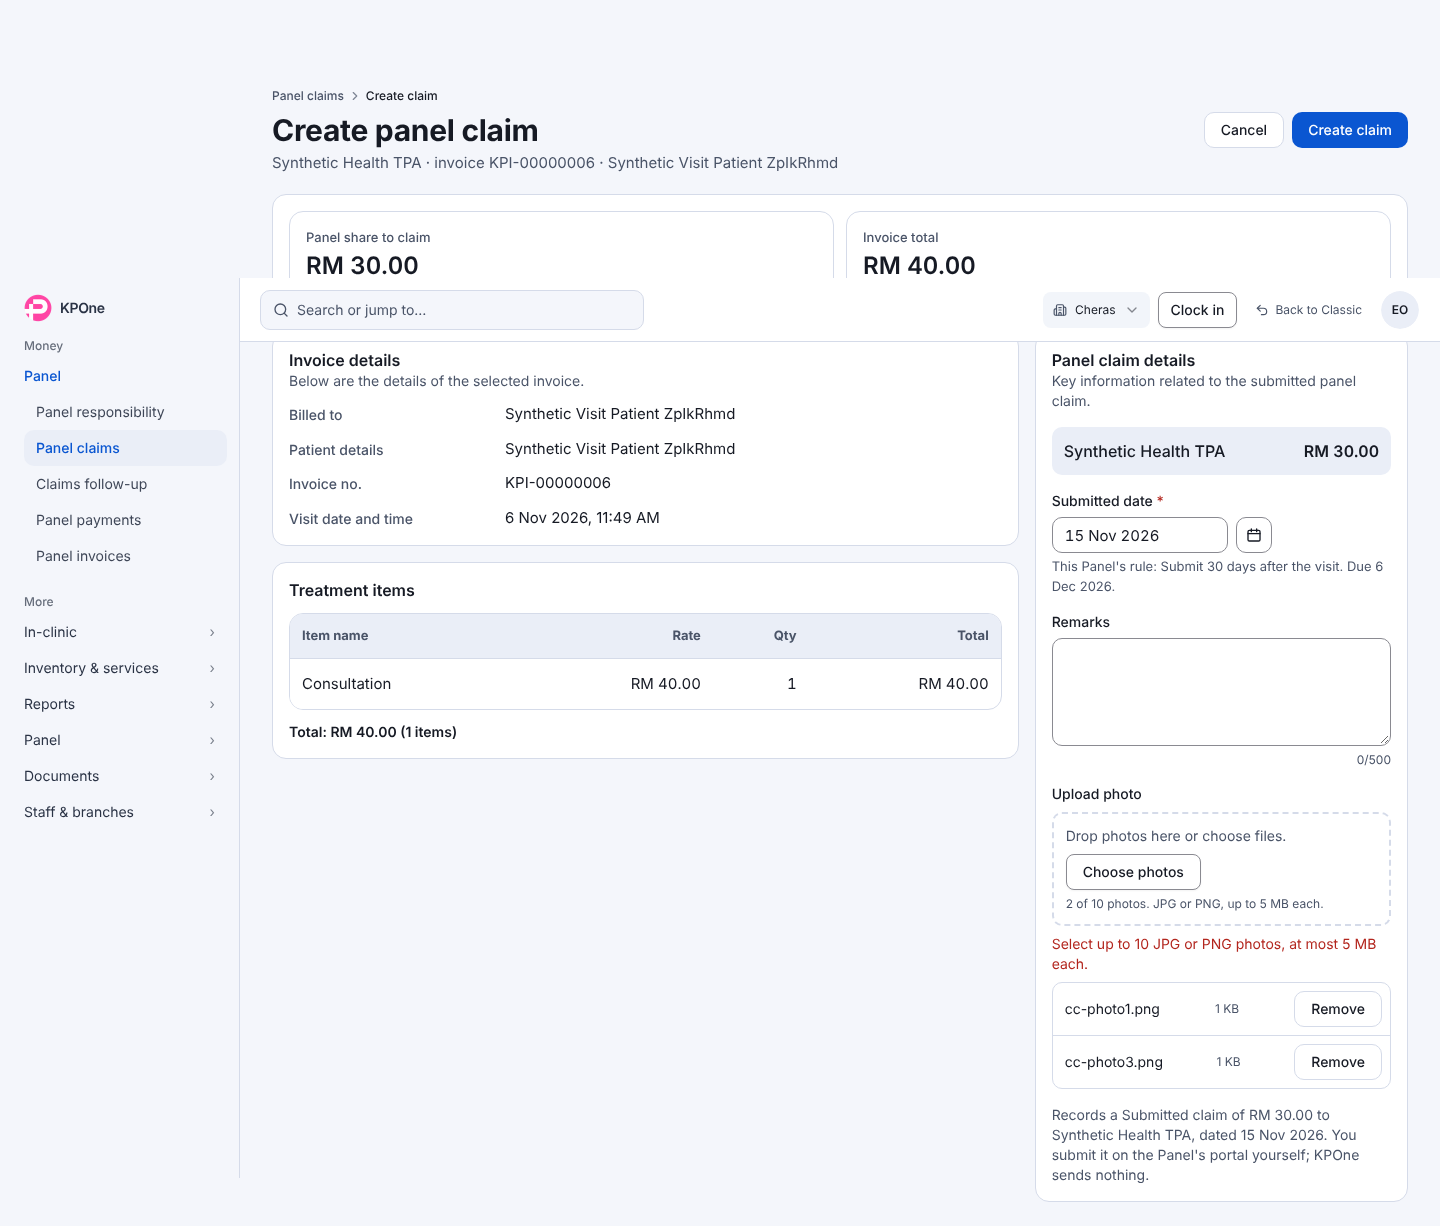 Panel claims > Create claim
Create panel claim
Cancel
Create claim
Synthetic Health TPA · invoice KPI-00000006 · Synthetic Visit Patient ZpIkRhmd
Panel share to claim
RM 30.00
Invoice total
RM 40.00
KPOne
Search or jump to...
Cheras
Clock in
Back to Classic
EO
Money
Panel
Panel responsibility
Panel claims
Claims follow-up
Panel payments
Panel invoices
More
In-clinic
Inventory & services
Reports
Panel
Documents
Staff & branches
Invoice details
Below are the details of the selected invoice.
Billed to Synthetic Visit Patient ZpIkRhmd
Patient details Synthetic Visit Patient ZpIkRhmd
Invoice no. KPI-00000006
Visit date and time 6 Nov 2026, 11:49 AM
Treatment items
Item name Rate Qty Total
Consultation RM 40.00 1 RM 40.00
Total: RM 40.00 (1 items)
Panel claim details
Key information related to the submitted panel
claim.
Synthetic Health TPA RM 30.00
Submitted date *
15 Nov 2026
This Panel's rule: Submit 30 days after the visit. Due 6
Dec 2026.
Remarks
0/500
Upload photo
Drop photos here or choose files.
Choose photos
2 of 10 photos. JPG or PNG, up to 5 MB each.
Select up to 10 JPG or PNG photos, at most 5 MB
each.
cc-photo1.png 1 KB Remove
cc-photo3.png 1 KB Remove
Records a Submitted claim of RM 30.00 to
Synthetic Health TPA, dated 15 Nov 2026. You
submit it on the Panel's portal yourself; KPOne
sends nothing.